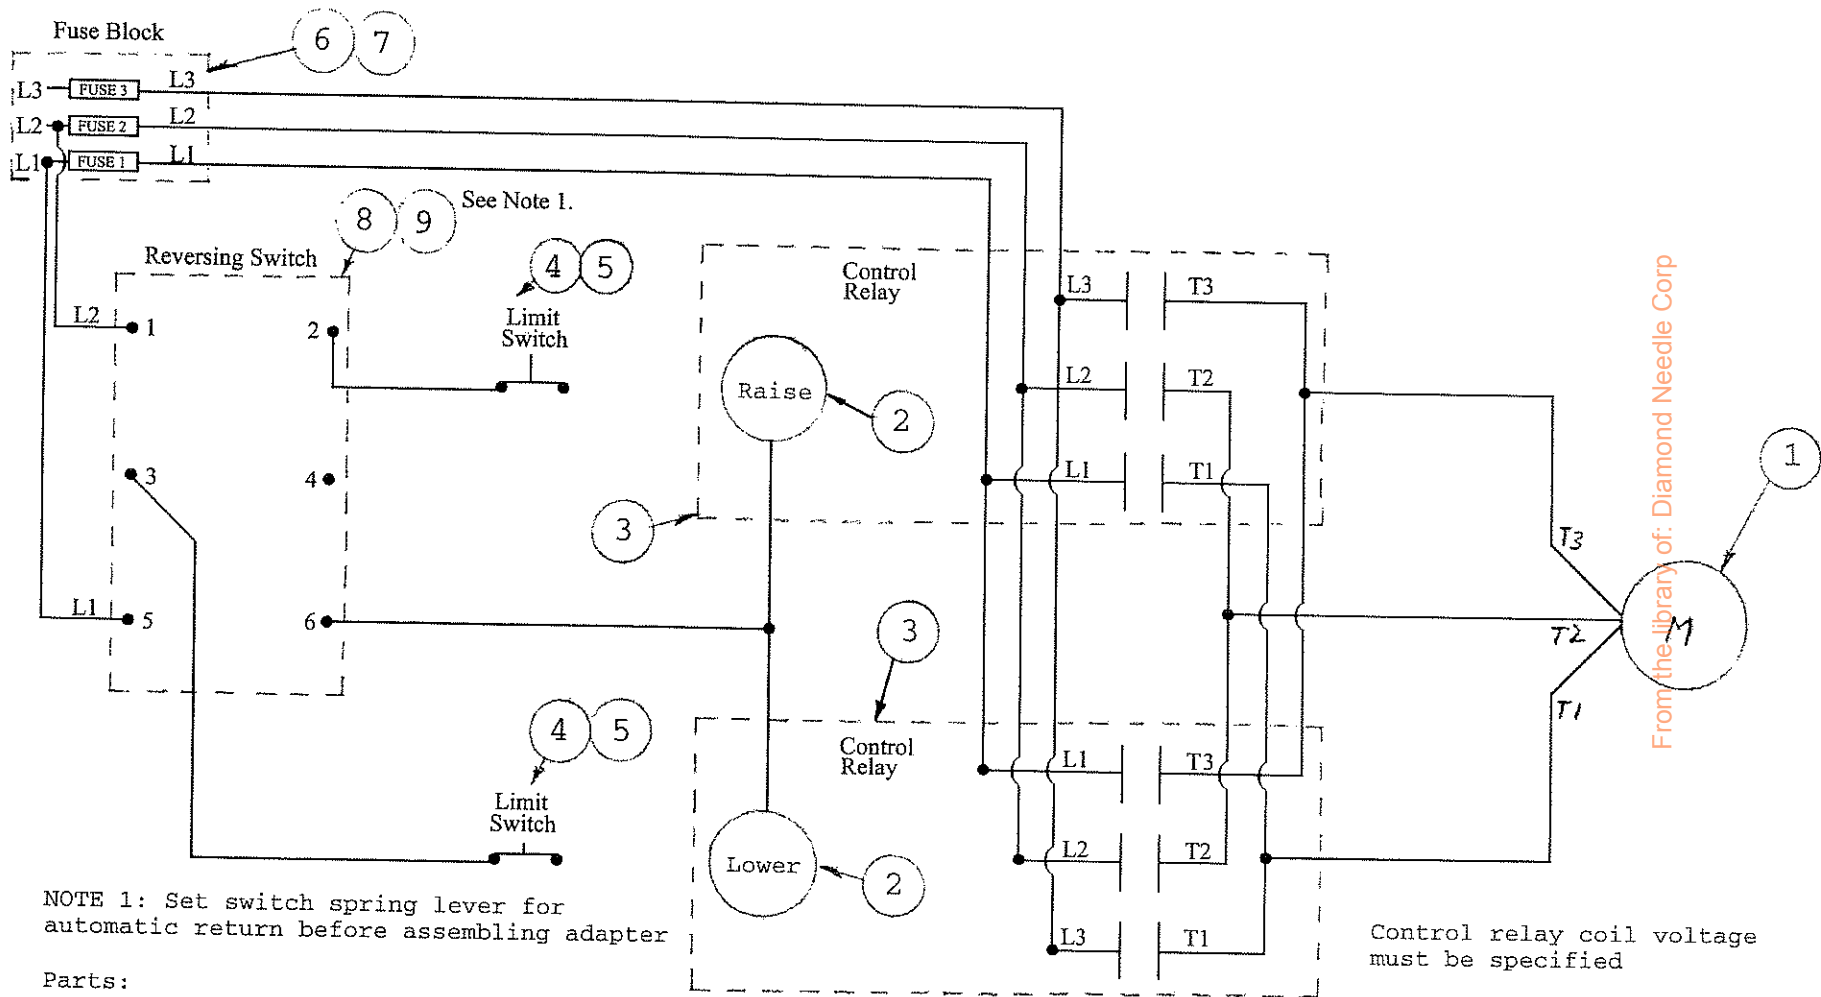 Fuse Block
6 7
L3 FUSE 3 L3
L2 FUSE 2 L2
L1 FUSE 1 L1
8 9 See Note 1.
Reversing Switch
4 5
Limit
Switch
L2 1
2
3
4
L1 5
6
Control
Relay
Raise
2
3
L3 T3
L2 T2
L1 T1
1
T3
T2
T1
M
From the library of: Diamond Needle Corp
3
4 5
Limit
Switch
Control
Relay
Lower
2
L1 T3
L2 T2
L3 T1
NOTE 1: Set switch spring lever for
automatic return before assembling adapter
Control relay coil voltage
must be specified
Parts: